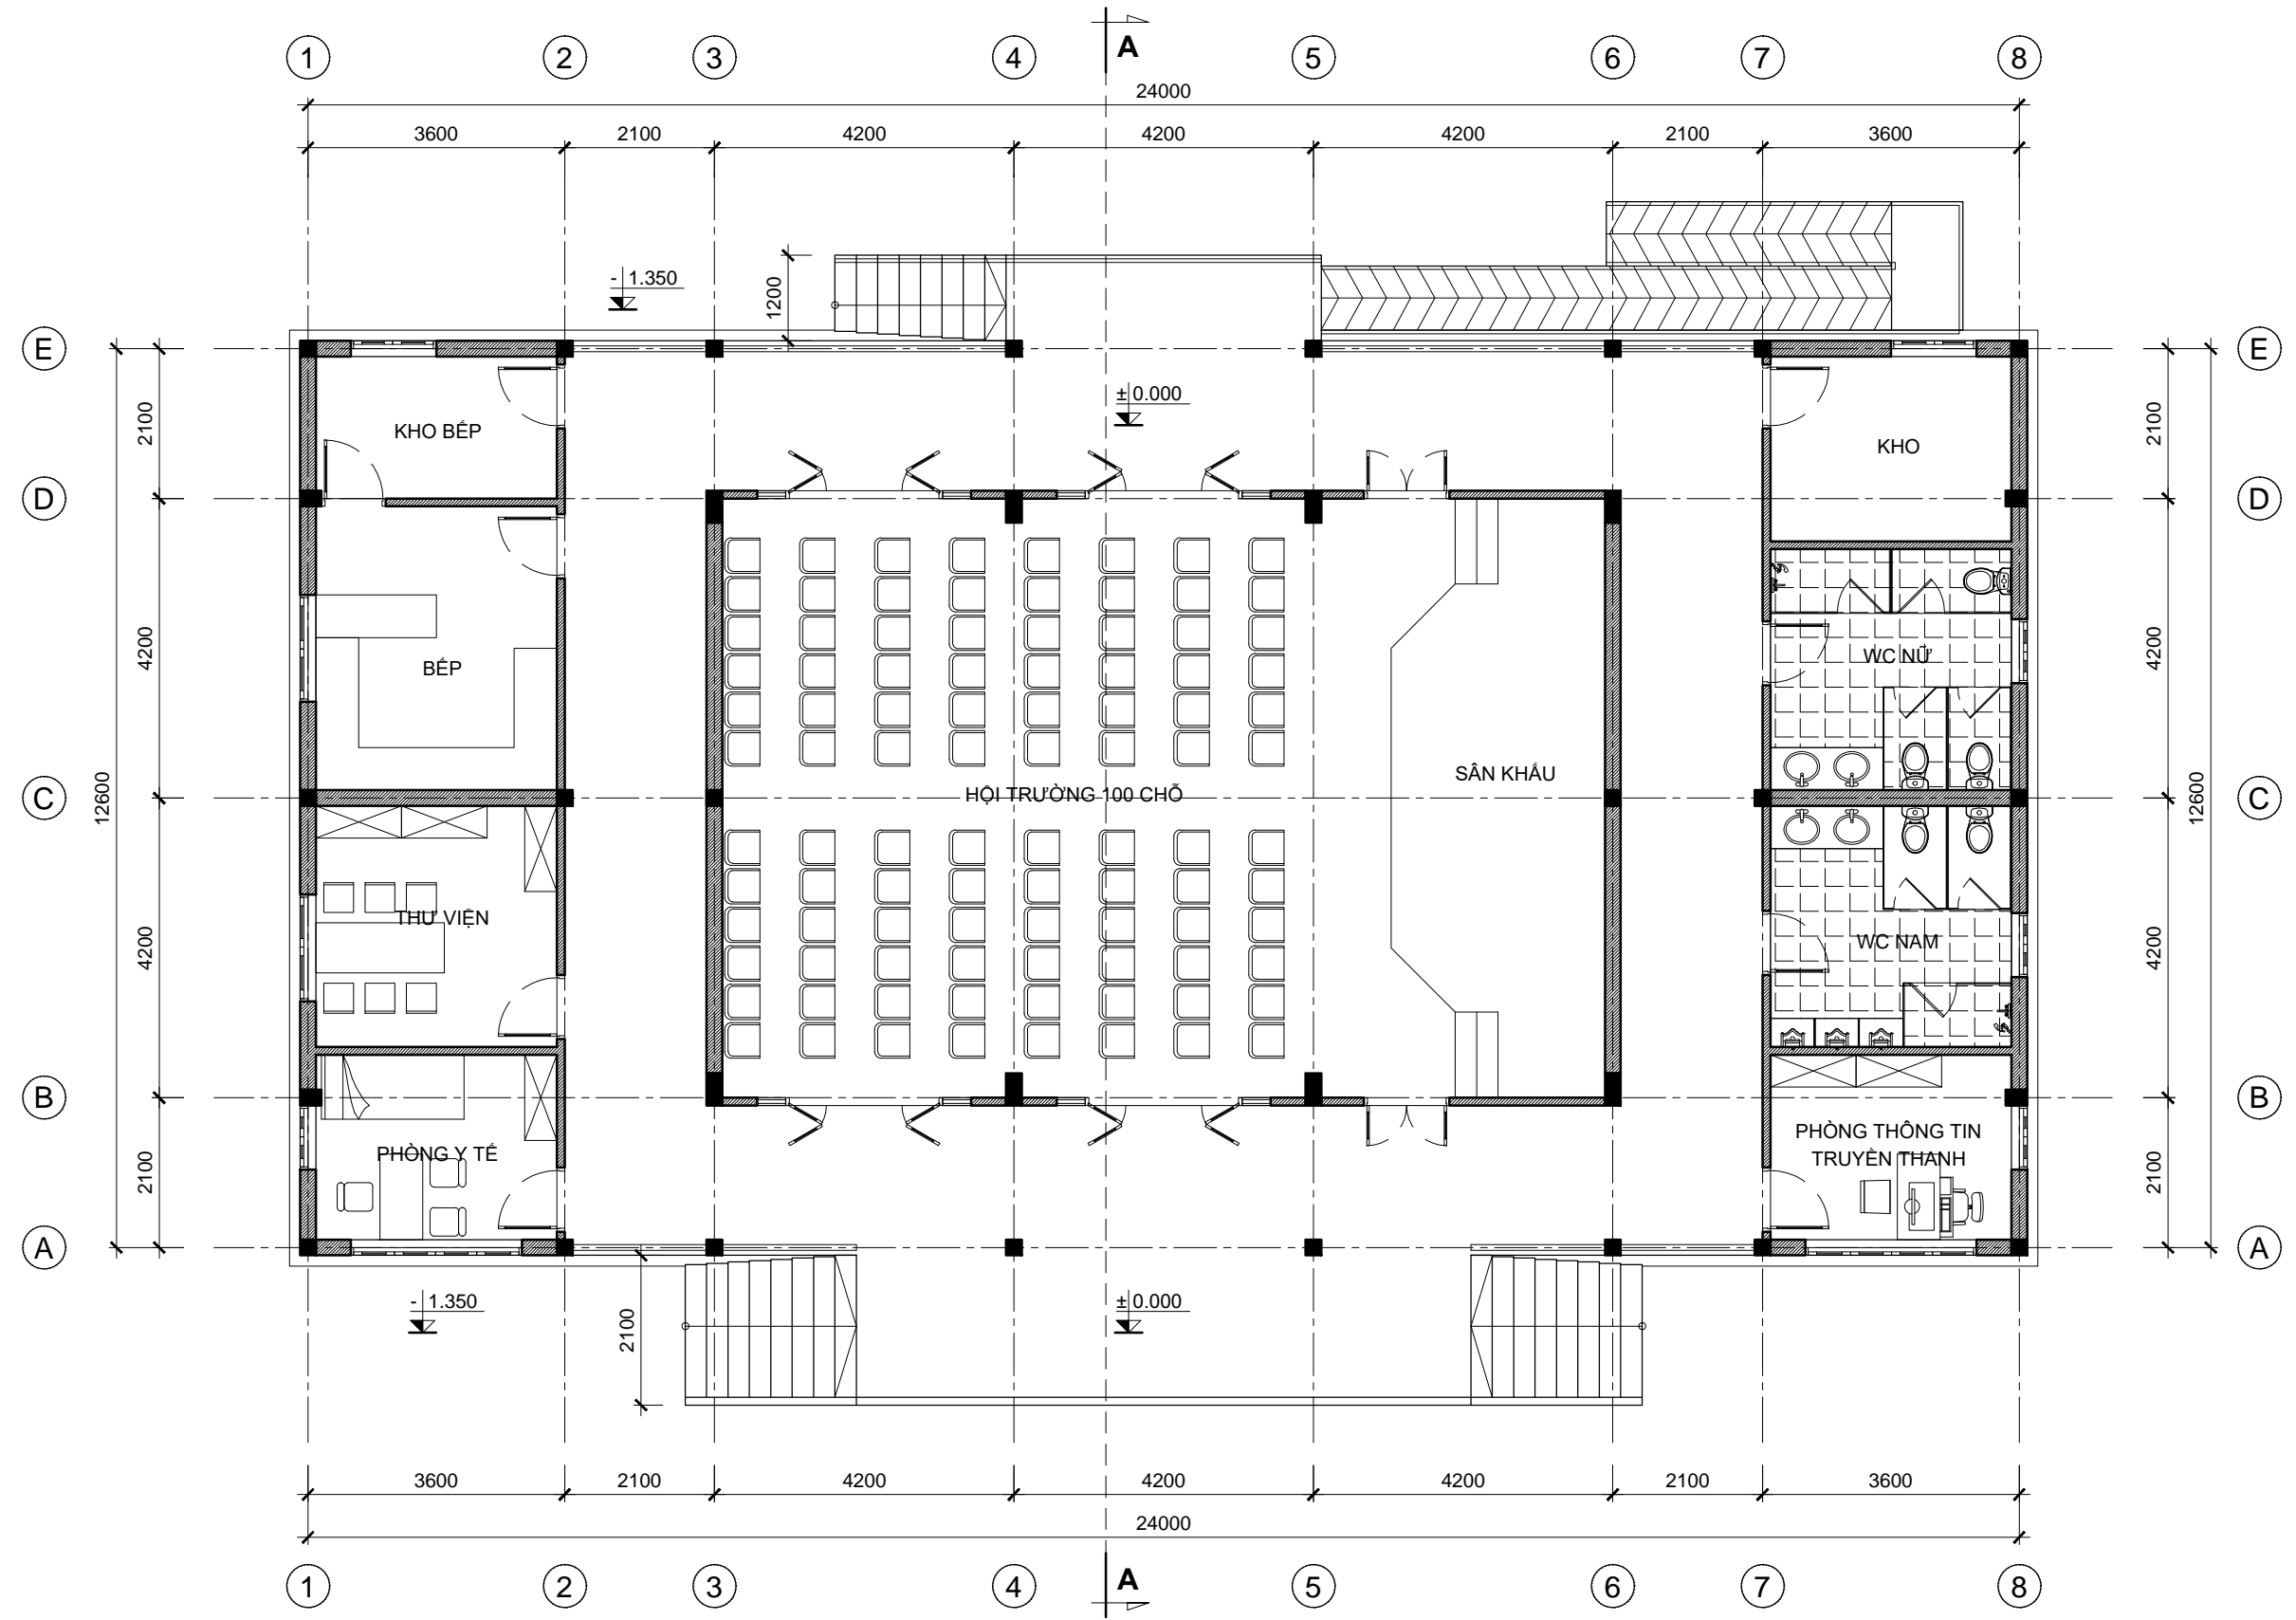 1 2 3 4 A 5 6 7 8
24000
3600 2100 4200 4200 4200 2100 3600
- 1.350
1200
E E
± 0.000
2100 2100
KHO BẾP
KHO
D D
4200 4200
WC NỮ
BẾP
SÂN KHẤU
HỘI TRƯỜNG 100 CHỖ
C C
12600 12600
THƯ VIỆN
4200 4200
WC NAM
B B
PHÒNG THÔNG TIN
TRUYỀN THANH
PHÒNG Y TẾ
2100 2100
A A
- 1.350
± 0.000
2100
3600 2100 4200 4200 4200 2100 3600
24000
1 2 3 4 A 5 6 7 8